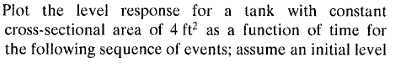 Plot the level response for a tank with constant
cross-sectional area of 4 ft² as a function of time for
the following sequence of events; assume an initial level